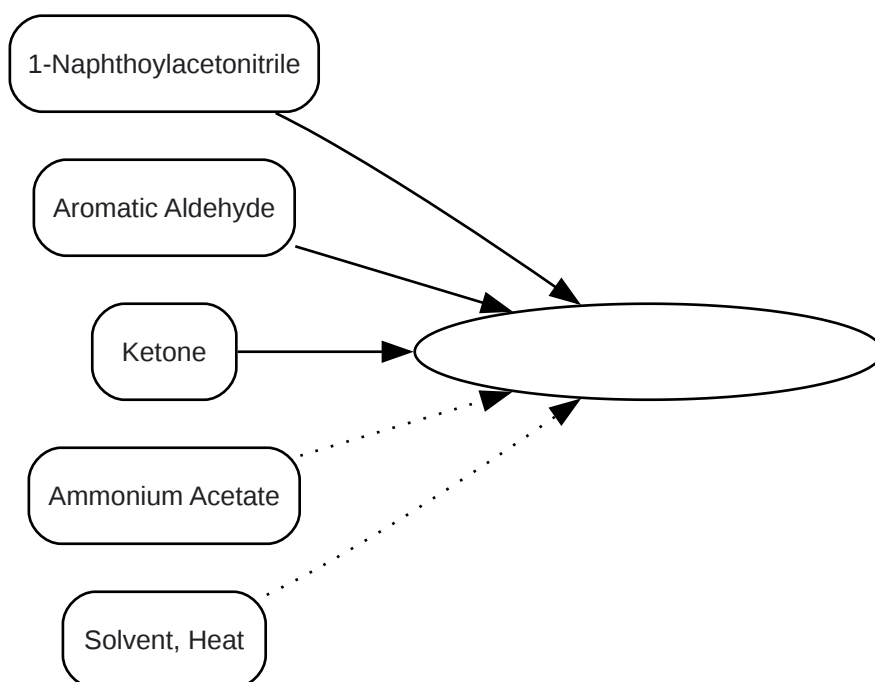 1-Naphthoylacetonitrile
Aromatic Aldehyde
Ketone
Ammonium Acetate
Solvent, Heat